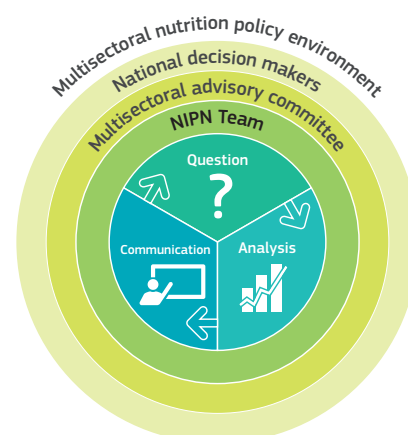 Multisectoral nutrition policy environment
National decision makers
Multisectoral advisory committee
NIPN Team
Question
?
Communication
Analysis